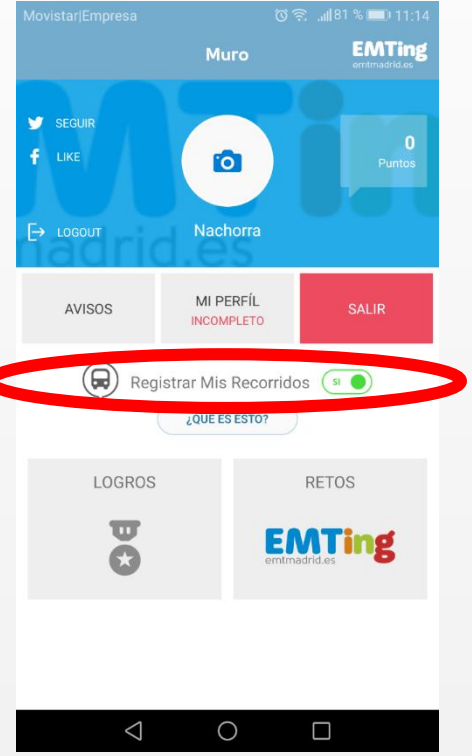 Movistar|Empresa 81 % 11:14
Muro
EMTing
emtmadrid.es
SEGUIR
LIKE
0
Puntos
LOGOUT
Nachorra
AVISOS
MI PERFÍL
INCOMPLETO
SALIR
Registrar Mis Recorridos SI
¿QUE ES ESTO?
LOGROS
RETOS
EMTing
emtmadrid.es